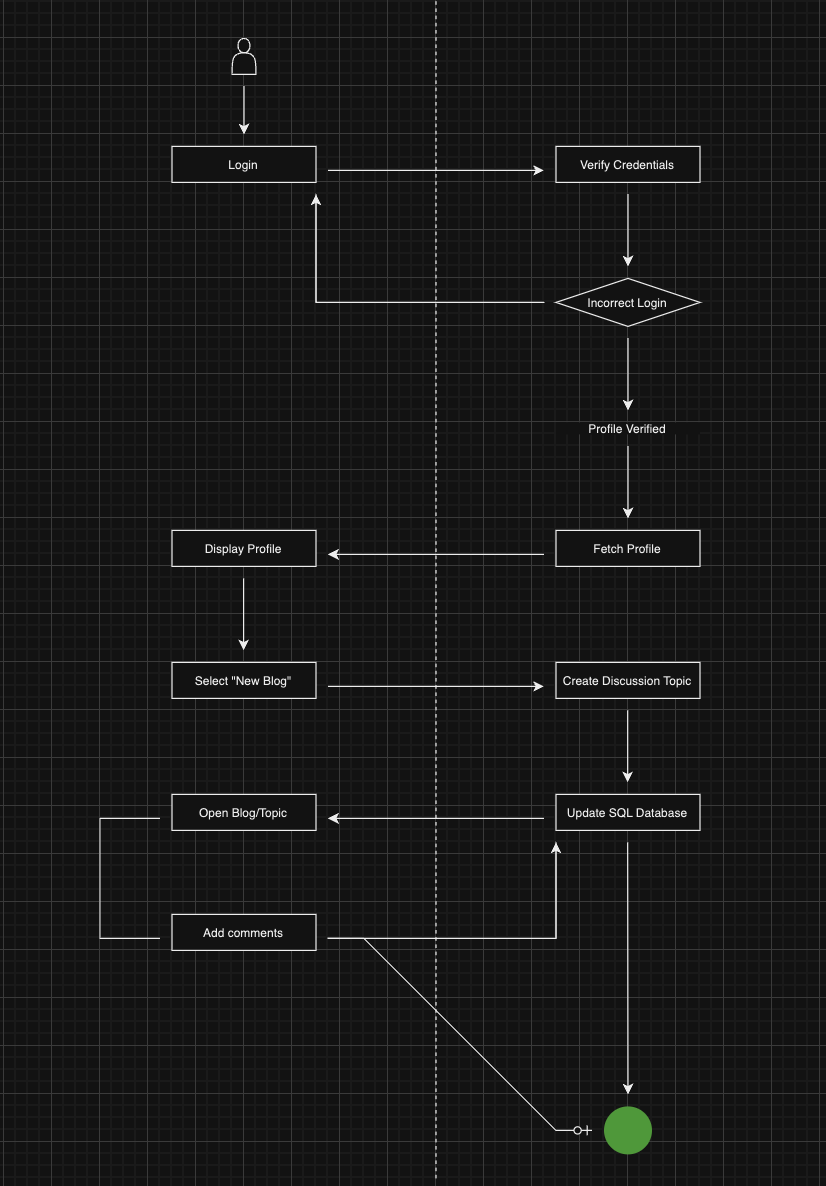 Login
Verify Credentials
Incorrect Login
Profile Verified
Display Profile
Fetch Profile
Select "New Blog"
Create Discussion Topic
Open Blog/Topic
Update SQL Database
Add comments